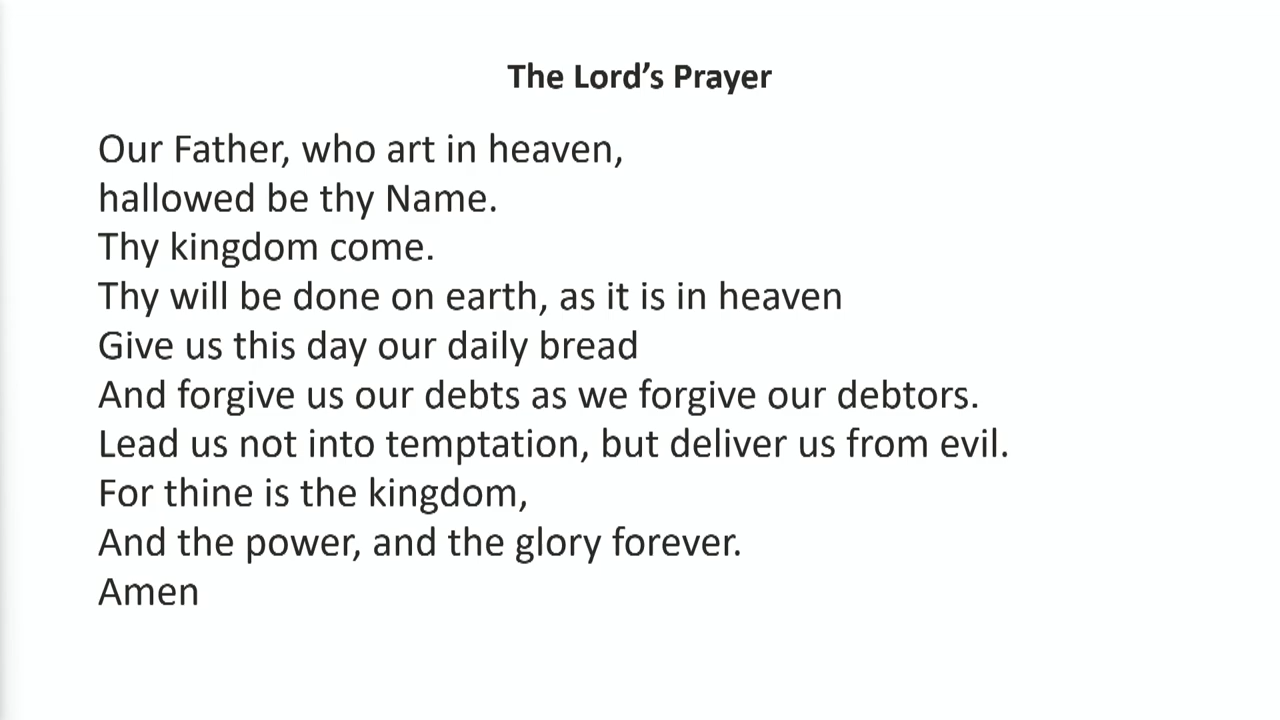 The Lord’s Prayer
Our Father, who art in heaven,
hallowed be thy Name.
Thy kingdom come.
Thy will be done on earth, as it is in heaven
Give us this day our daily bread
And forgive us our debts as we forgive our debtors.
Lead us not into temptation, but deliver us from evil.
For thine is the kingdom,
And the power, and the glory forever.
Amen